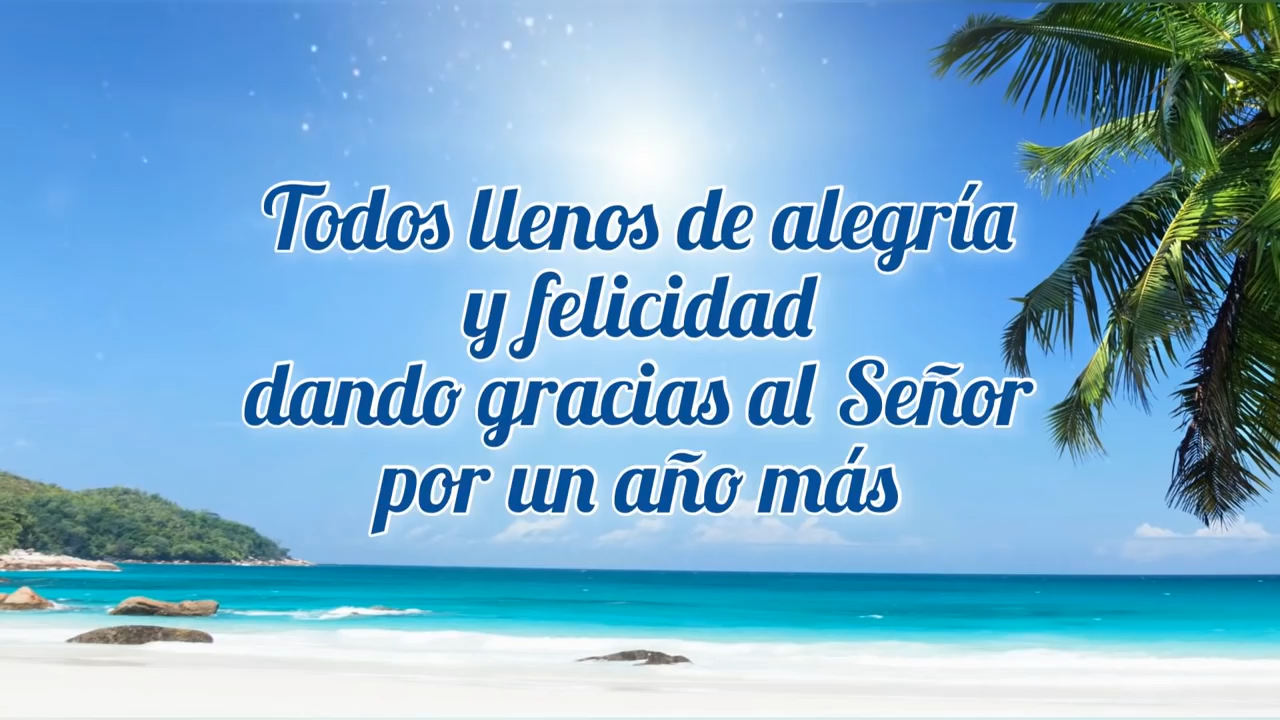 Todos llenos de alegría
y felicidad
dando gracias al Señor
por un año más